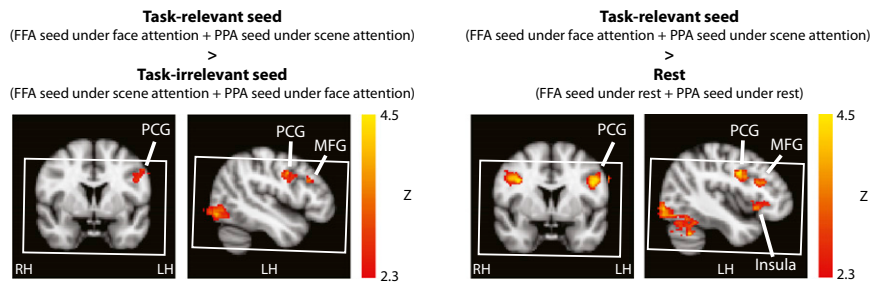 Task-relevant seed
(FFA seed under face attention + PPA seed under scene attention)
>
Task-irrelevant seed
(FFA seed under scene attention + PPA seed under face attention)
PCG
RH
LH
PCG
MFG
LH
4.5
Z
2.3
Task-relevant seed
(FFA seed under face attention + PPA seed under scene attention)
>
Rest
(FFA seed under rest + PPA seed under rest)
PCG
RH
LH
PCG
MFG
Insula
LH
4.5
Z
2.3